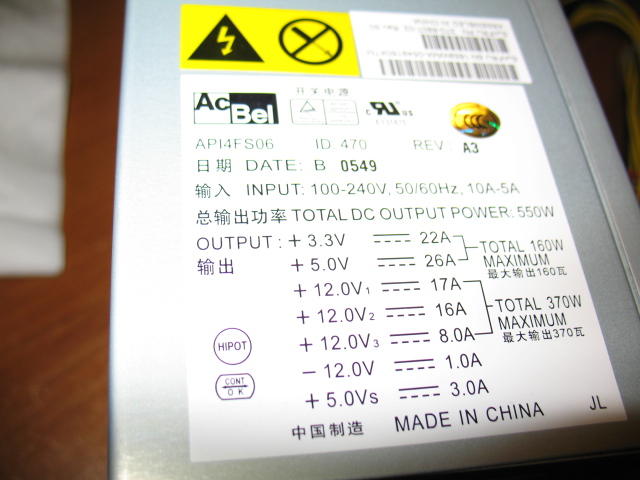 AcBel
开关电源
API4FS06 ID. 470 REV: A3
日期 DATE: B 0549
输入 INPUT: 100-240V, 50/60Hz, 10A-5A
总输出功率 TOTAL DC OUTPUT POWER: 550W
OUTPUT: + 3.3V 22A
输出 + 5.0V 26A
TOTAL 160W
MAXIMUM
最大输出160瓦
+ 12.0V1 17A
+ 12.0V2 16A
+ 12.0V3 8.0A
TOTAL 370W
MAXIMUM
最大输出370瓦
- 12.0V 1.0A
+ 5.0Vs 3.0A
HIPOT
CONT
OK
中国制造 MADE IN CHINA JL